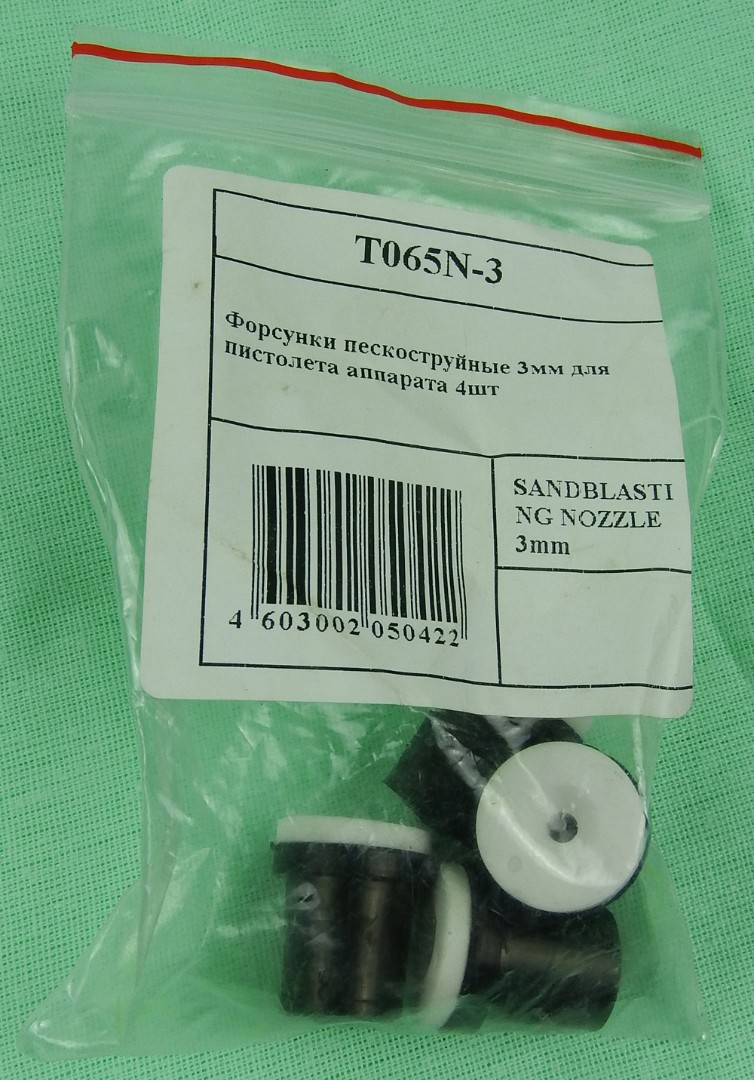 T065N-3
Форсунки пескоструйные 3мм для
пистолета аппарата 4шт
SANDBLASTI
NG NOZZLE
3mm
4 603002 050422